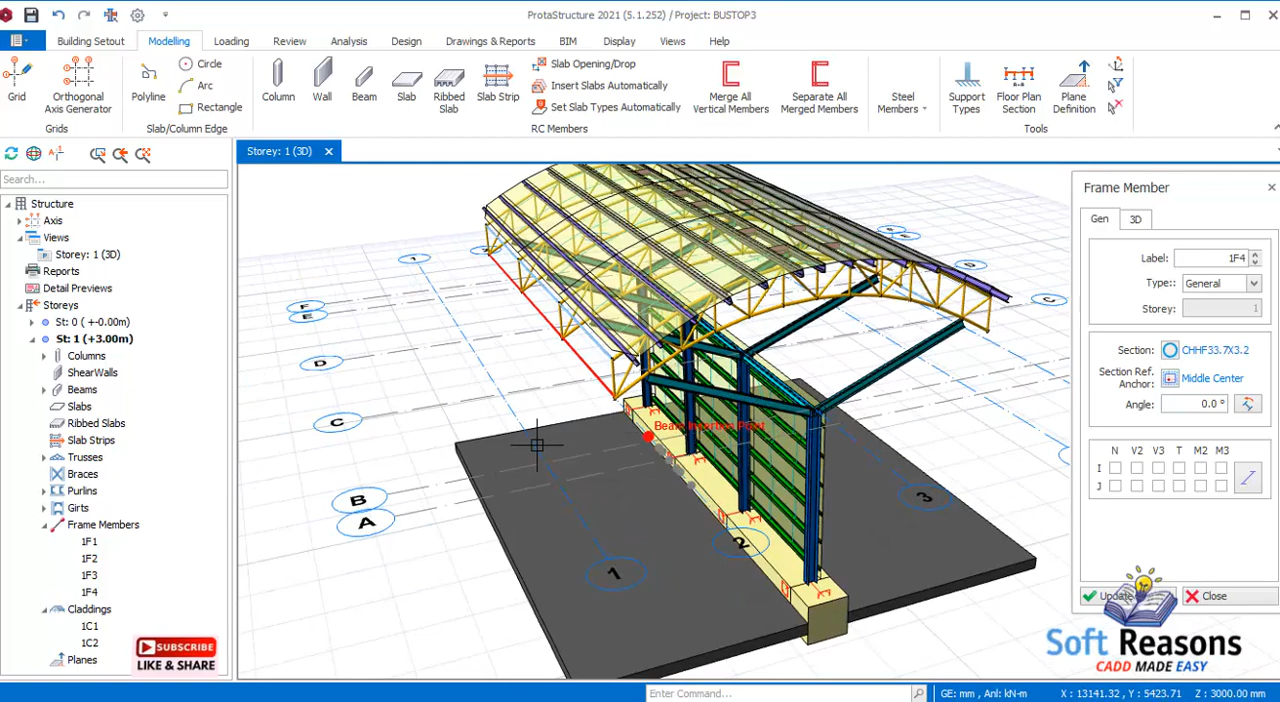 ProtaStructure 2021 (5.1.252) / Project: BUSTOP3
Building Setout Modelling Loading Review Analysis Design Drawings & Reports BIM Display Views Help
Grid
Orthogonal Axis Generator
Grids
Polyline
Circle
Arc
Rectangle
Slab/Column Edge
Column
Wall
Beam
Slab
Ribbed Slab
Slab Strip
Slab Opening/Drop
Insert Slabs Automatically
Set Slab Types Automatically
Merge All Vertical Members
Separate All Merged Members
RC Members
Steel Members
Support Types
Floor Plan Section
Plane Definition
Tools
Storey: 1 (3D)
Search...
Structure
Axis
Views
Storey: 1 (3D)
Reports
Detail Previews
Storeys
St: 0 ( +-0.00m)
St: 1 (+3.00m)
Columns
ShearWalls
Beams
Slabs
Ribbed Slabs
Slab Strips
Trusses
Braces
Purlins
Girts
Frame Members
1F1
1F2
1F3
1F4
Claddings
1C1
1C2
Planes
SUBSCRIBE
LIKE & SHARE
1
F
E
D
C
B
A
1
2
3
D
C
Beam Insertion Point
Frame Member
Gen 3D
Label: 1F4
Type:: General
Storey: 1
Section: CHHF33.7X3.2
Section Ref. Anchor: Middle Center
Angle: 0.0 °
N V2 V3 T M2 M3
I
J
Update
Close
Soft Reasons
CADD MADE EASY
Enter Command...
GE: mm , Anl: kN-m
X : 13141.32 , Y : 5423.71
Z : 3000.00 mm